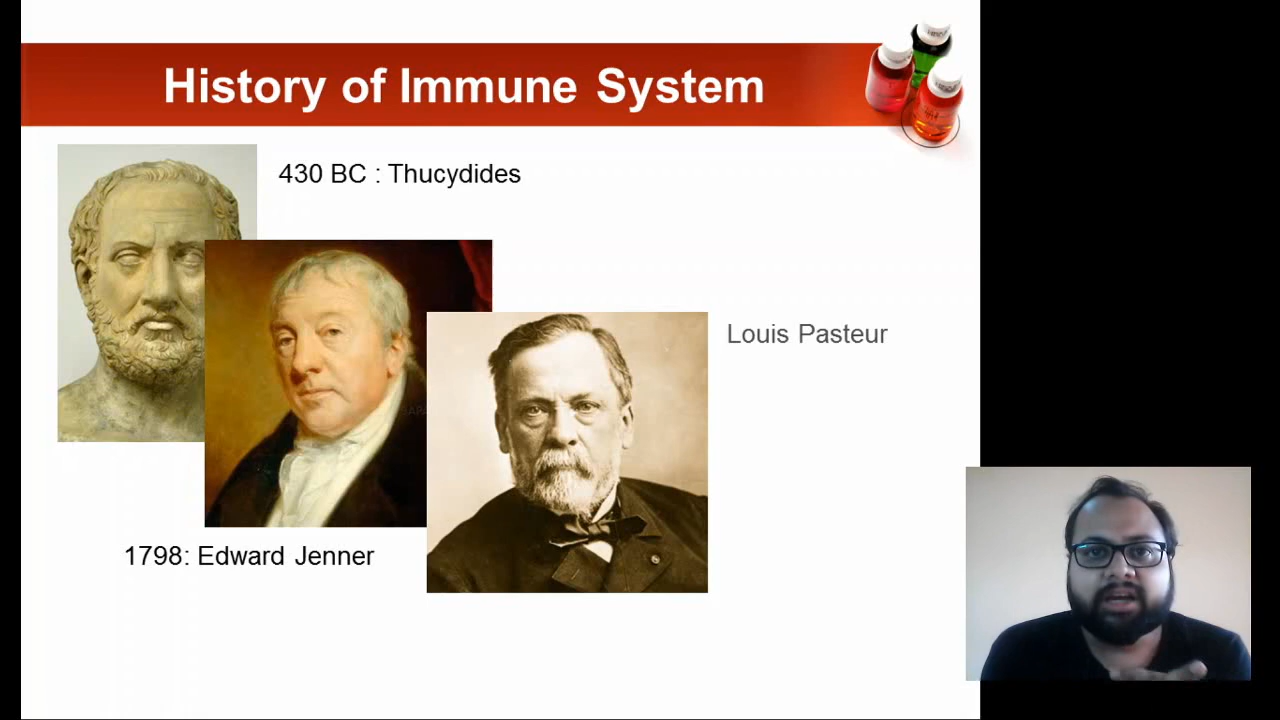 History of Immune System
430 BC : Thucydides
Louis Pasteur
1798: Edward Jenner